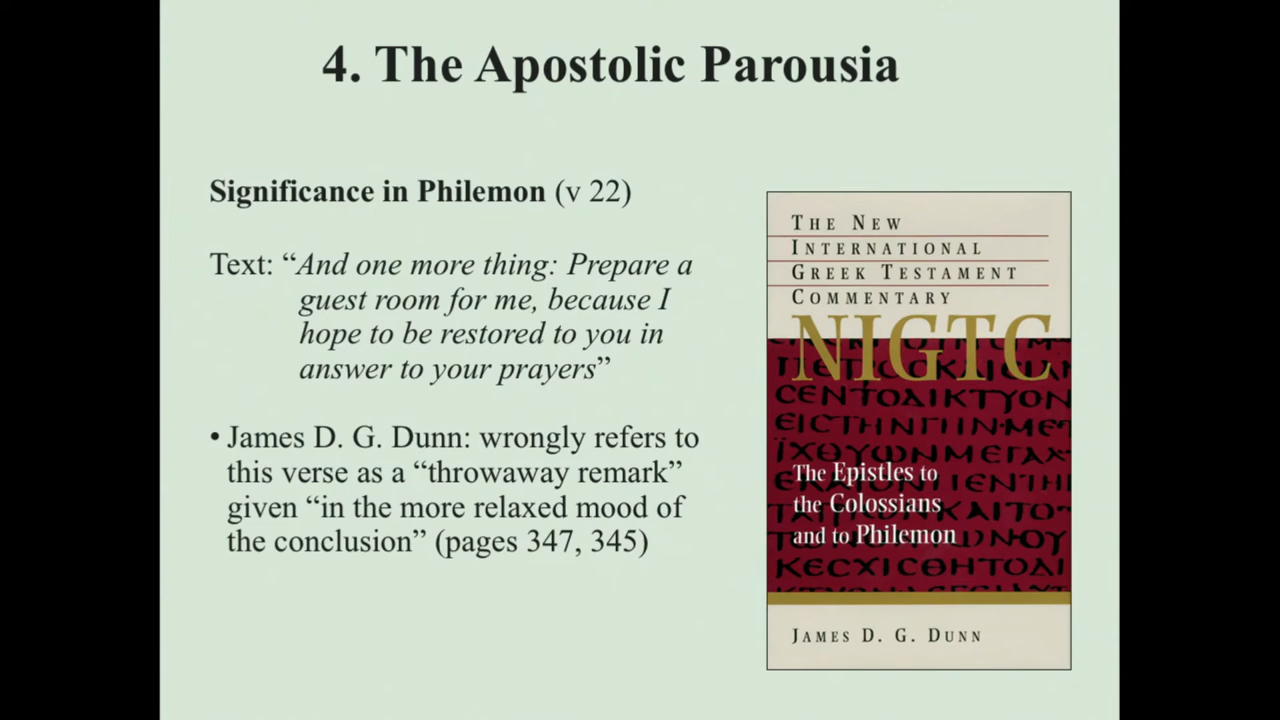 4. The Apostolic Parousia
Significance in Philemon (v 22)
Text: “And one more thing: Prepare a
guest room for me, because I
hope to be restored to you in
answer to your prayers”
• James D. G. Dunn: wrongly refers to
this verse as a “throwaway remark”
given “in the more relaxed mood of
the conclusion” (pages 347, 345)
THE NEW
INTERNATIONAL
GREEK TESTAMENT
COMMENTARY
NIGTC
The Epistles to
the Colossians
and to Philemon
JAMES D. G. DUNN